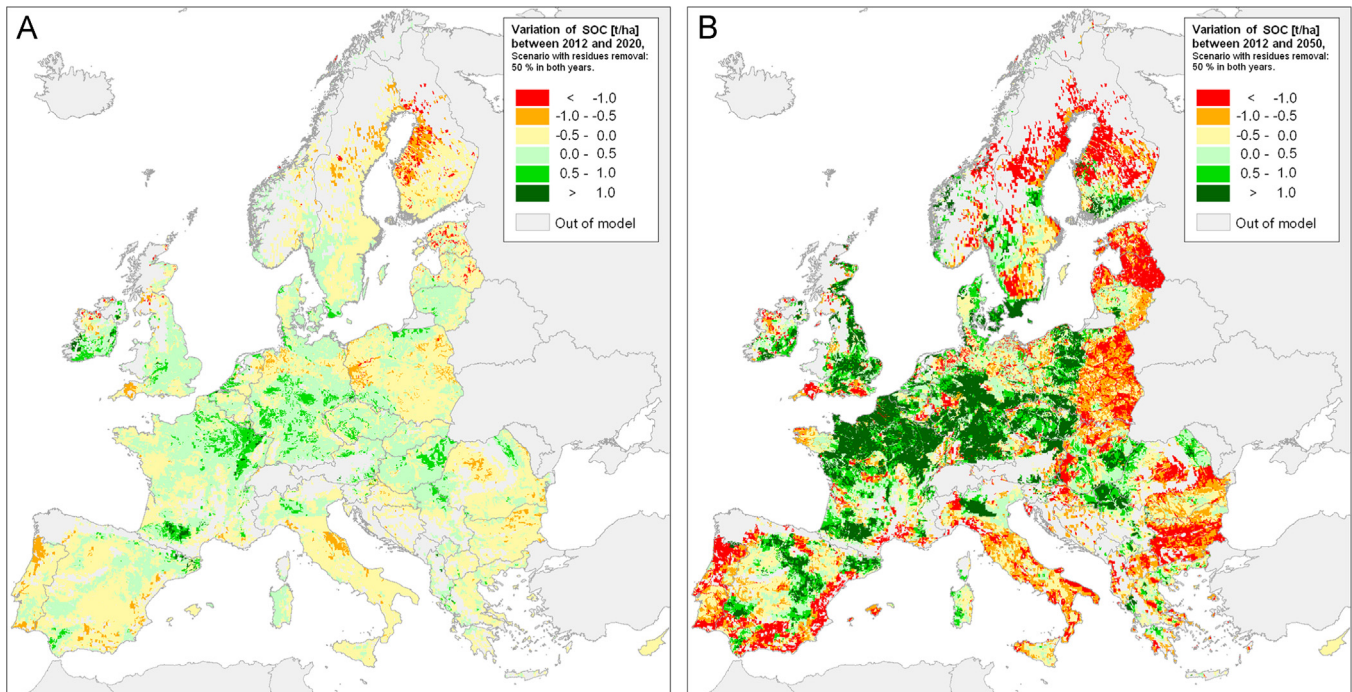 A
Variation of SOC [t/ha]
between 2012 and 2020,
Scenario with residues removal:
50 % in both years.
< -1.0
-1.0 - -0.5
-0.5 - 0.0
0.0 - 0.5
0.5 - 1.0
> 1.0
Out of model
B
Variation of SOC [t/ha]
between 2012 and 2050,
Scenario with residues removal:
50 % in both years.
< -1.0
-1.0 - -0.5
-0.5 - 0.0
0.0 - 0.5
0.5 - 1.0
> 1.0
Out of model